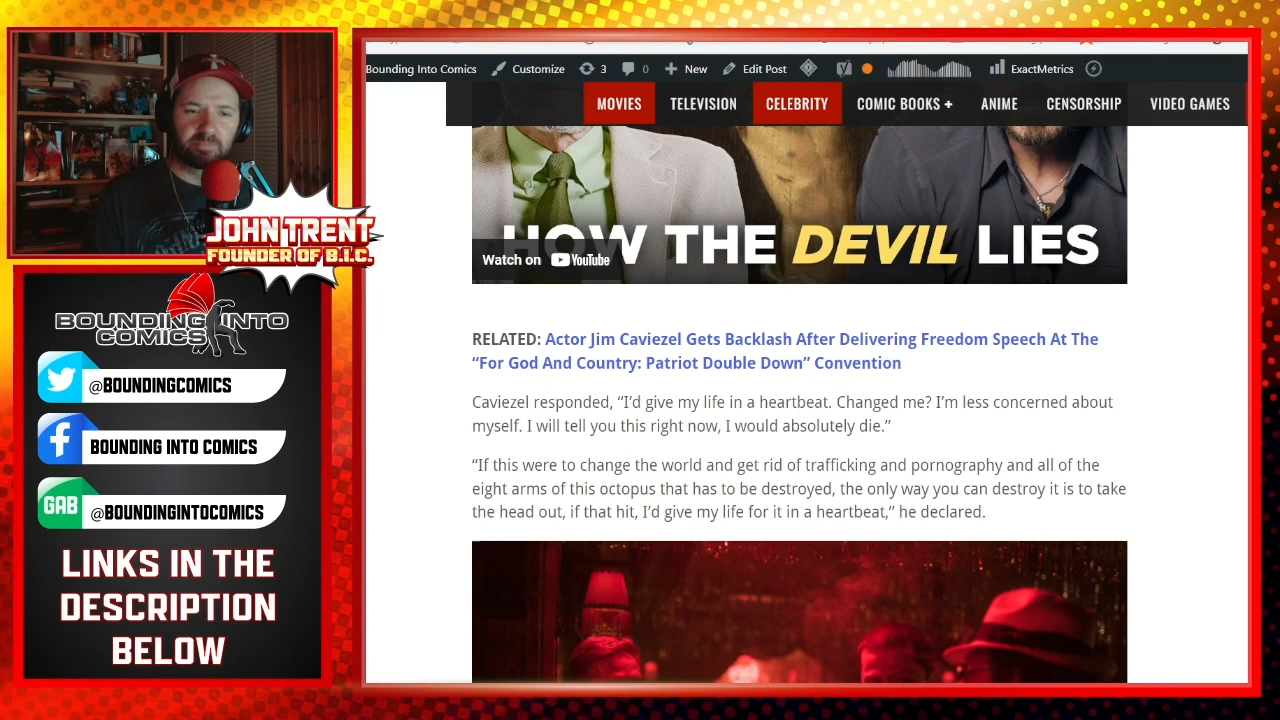 JOHN TRENT
FOUNDER OF B.I.C.
BOUNDING INTO
COMICS
@BOUNDINGCOMICS
BOUNDING INTO COMICS
GAB
@BOUNDINGINTOCOMICS
LINKS IN THE
DESCRIPTION
BELOW
Bounding Into Comics Customize 3 0 New Edit Post ExactMetrics
MOVIES TELEVISION CELEBRITY COMIC BOOKS + ANIME CENSORSHIP VIDEO GAMES
HOW THE DEVIL LIES
Watch on YouTube
RELATED: Actor Jim Caviezel Gets Backlash After Delivering Freedom Speech At The
“For God And Country: Patriot Double Down” Convention
Caviezel responded, “I’d give my life in a heartbeat. Changed me? I’m less concerned about
myself. I will tell you this right now, I would absolutely die.”
“If this were to change the world and get rid of trafficking and pornography and all of the
eight arms of this octopus that has to be destroyed, the only way you can destroy it is to take
the head out, if that hit, I’d give my life for it in a heartbeat,” he declared.